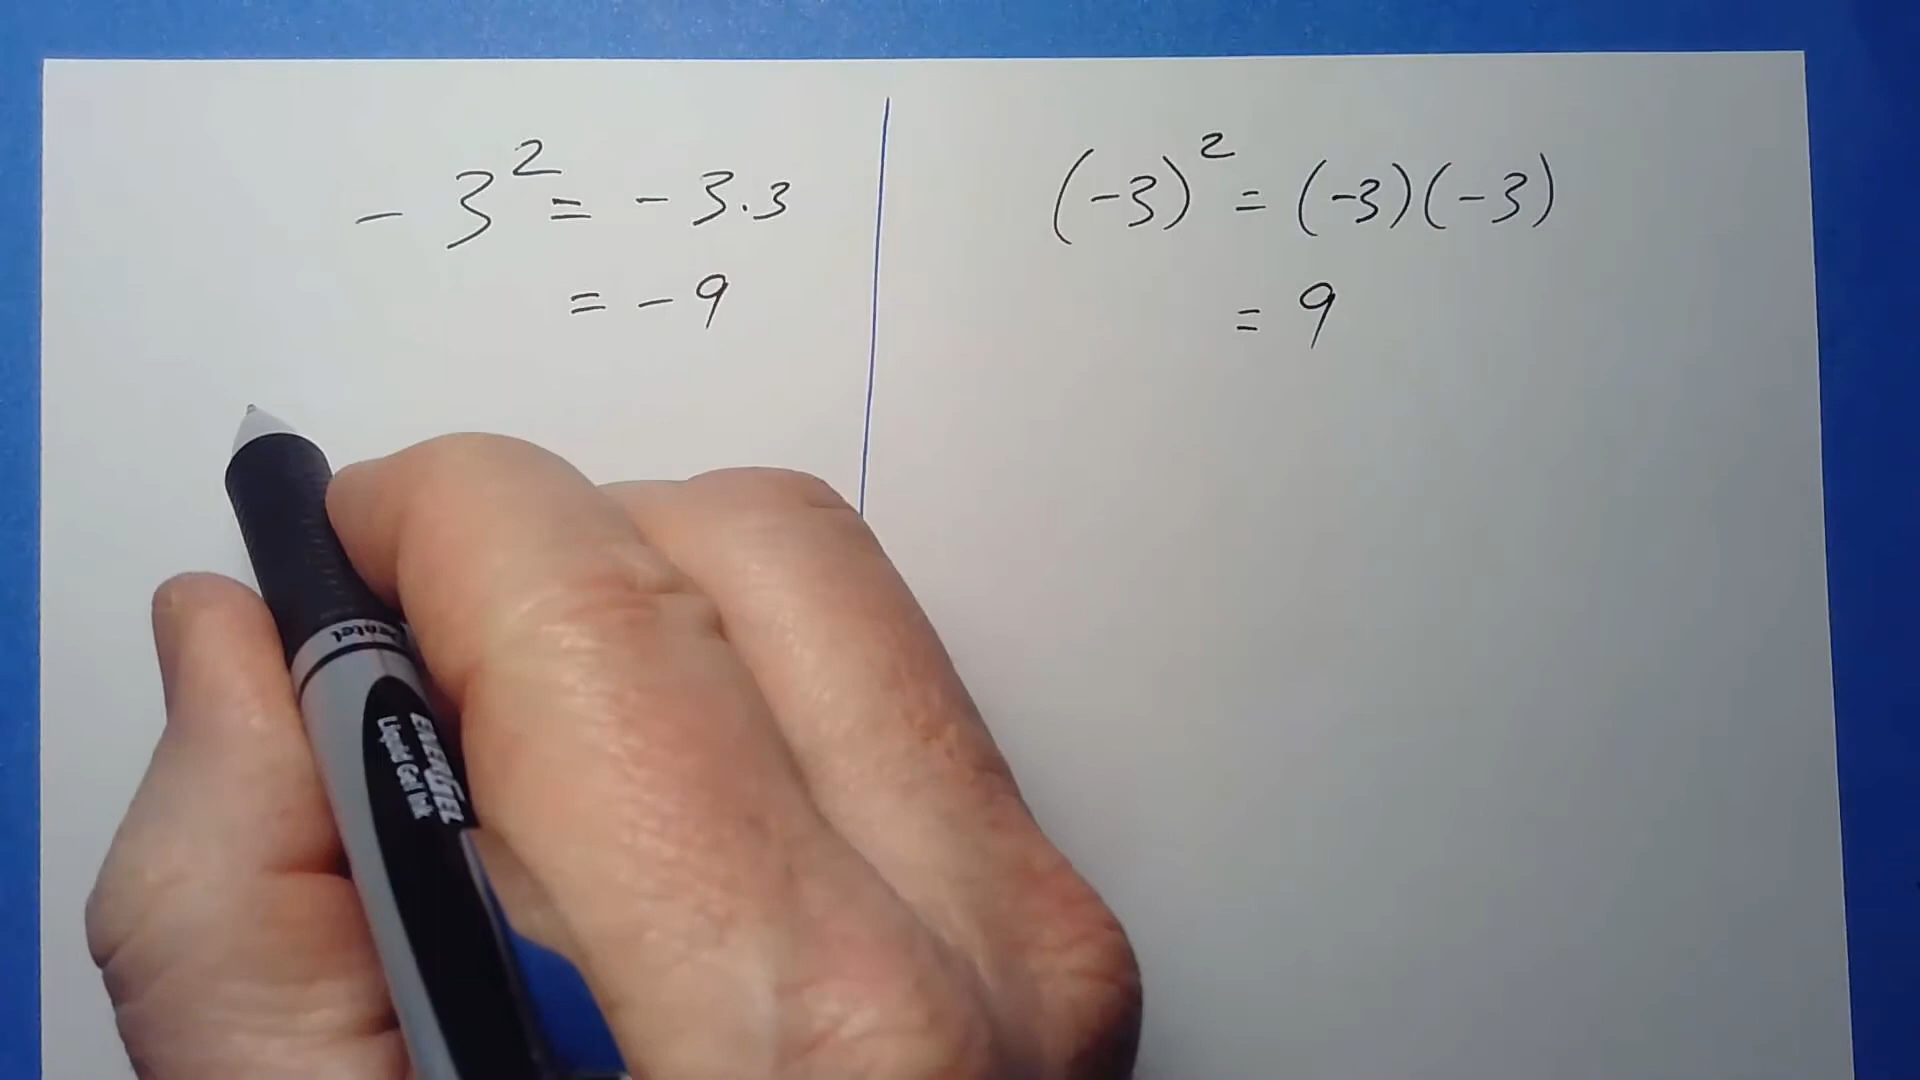 -3² = -3·3
= -9
(-3)² = (-3)(-3)
= 9
Pentel
ENERGEL
Liquid Gel Ink